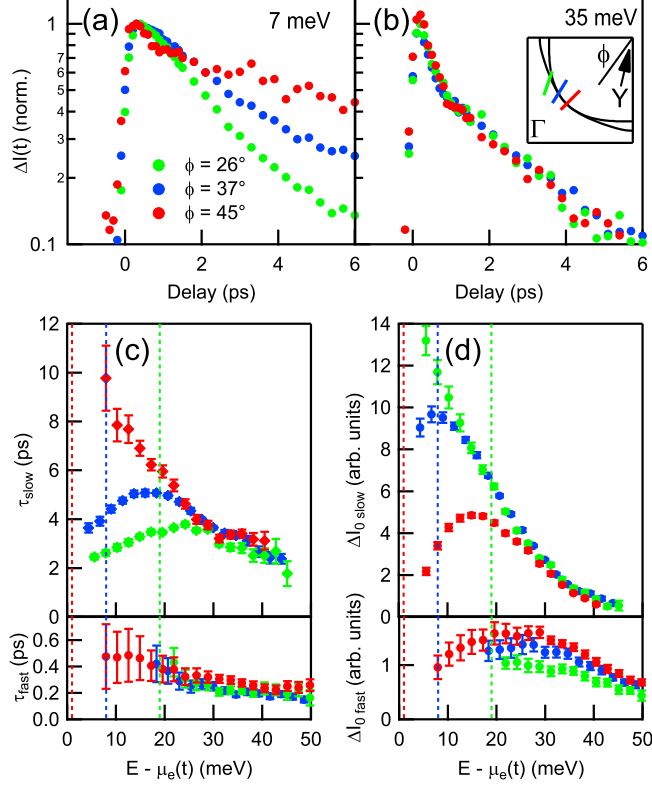 (a)
7 meV
ΔI(t) (norm.)
1
7
6
5
4
3
2
0.1
ϕ = 26°
ϕ = 37°
ϕ = 45°
0
2
4
6
Delay (ps)
(b)
35 meV
ϕ
Y
Γ
0
2
4
6
Delay (ps)
(c)
τslow (ps)
12
10
8
6
4
2
τfast (ps)
0.6
0.4
0.2
0.0
0
10
20
30
40
50
E - μe(t) (meV)
(d)
ΔI0 slow (arb. units)
14
12
10
8
6
4
2
ΔI0 fast (arb. units)
1
0
10
20
30
40
50
E - μe(t) (meV)